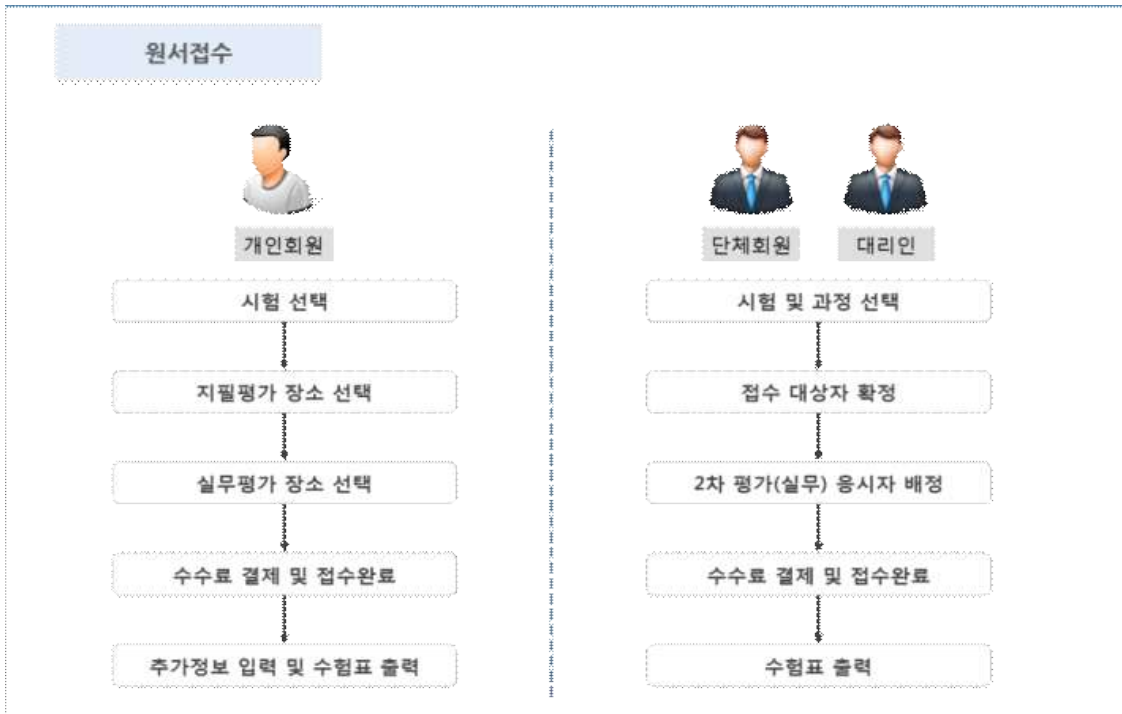 원서접수
개인회원
시험 선택
지필평가 장소 선택
실무평가 장소 선택
수수료 결제 및 접수완료
추가정보 입력 및 수험표 출력
단체회원
대리인
시험 및 과정 선택
접수 대상자 확정
2차 평가(실무) 응시자 배정
수수료 결제 및 접수완료
수험표 출력